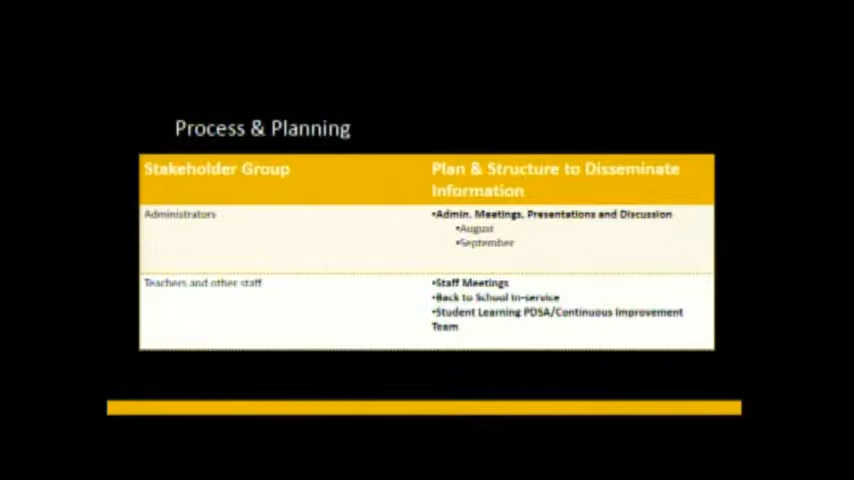 Process & Planning
Stakeholder Group
Plan & Structure to Disseminate
Information
Administrators
•Admin. Meetings, Presentations and Discussion
•August
•September
Teachers and other staff
•Staff Meetings
•Back to School In-service
•Student Learning PDSA/Continuous Improvement
Team